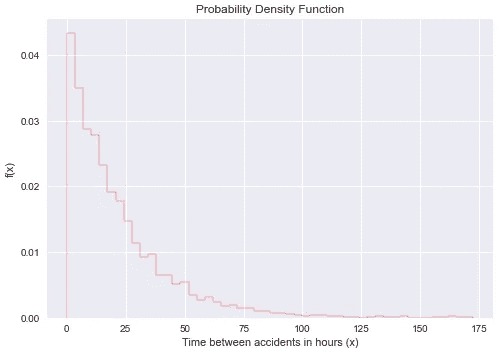 Probability Density Function
f(x)
0.04
0.03
0.02
0.01
0.00
0 25 50 75 100 125 150 175
Time between accidents in hours (x)